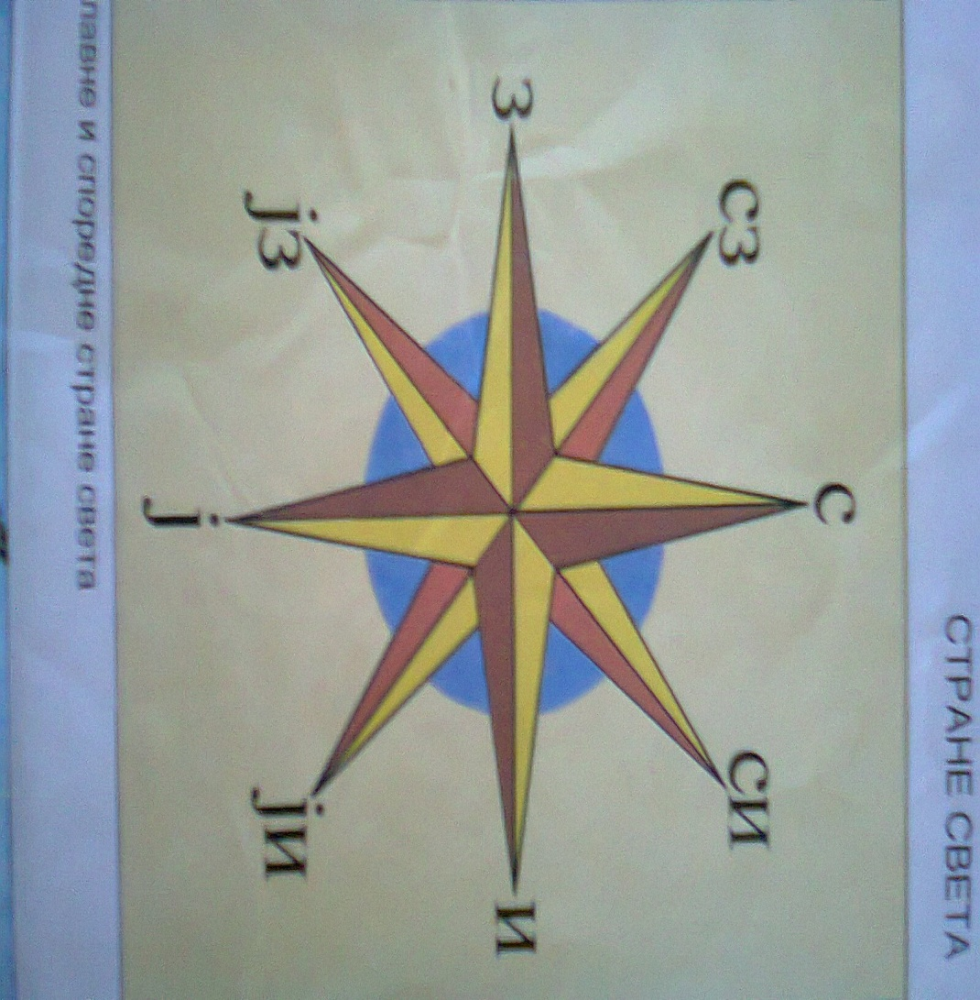 СТРАНЕ СВЕТА
С
СЗ СИ
З И
јЗ јИ
ј
лавне и споредне стране света